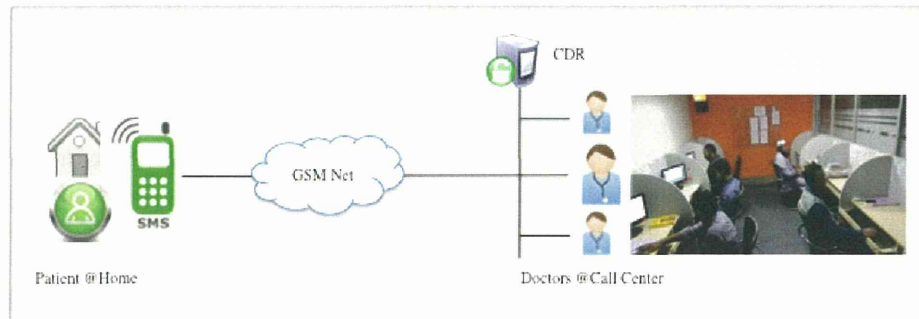 CDR
GSM Net
SMS
Patient @Home
Doctors @Call Center